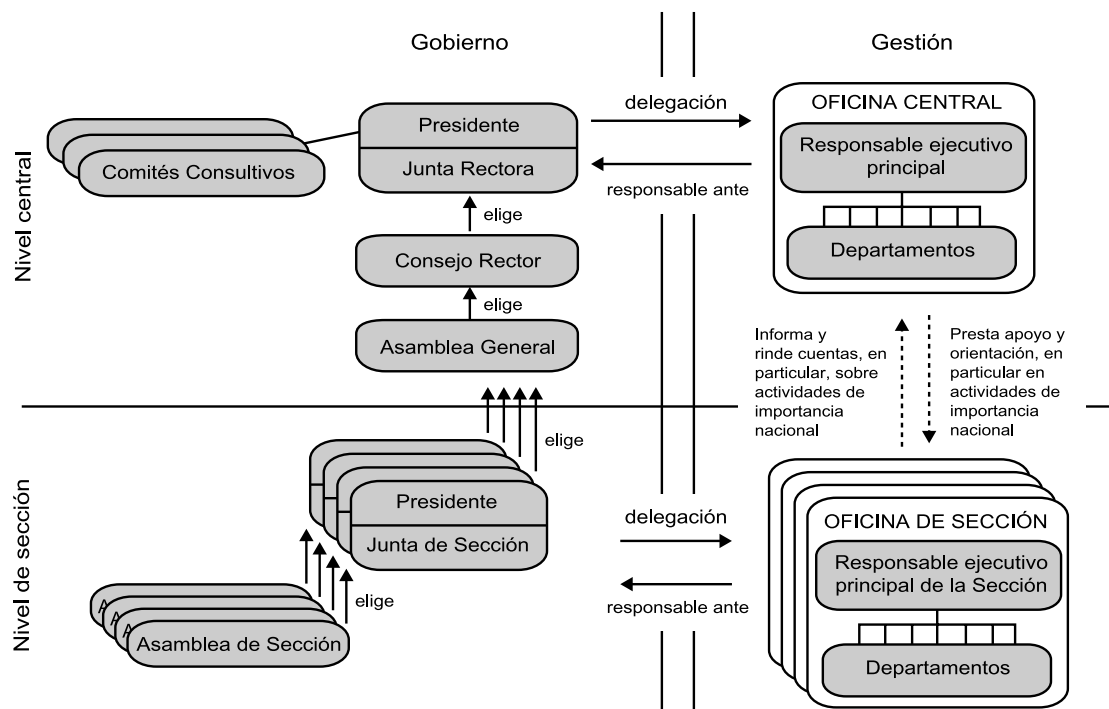 Gobierno
Gestión
Nivel central
Comités Consultivos
Presidente
Junta Rectora
elige
Consejo Rector
elige
Asamblea General
delegación
responsable ante
OFICINA CENTRAL
Responsable ejecutivo
principal
Departamentos
Informa y
rinde cuentas, en
particular, sobre
actividades de
importancia
nacional
Presta apoyo y
orientación, en
particular en
actividades de
importancia
nacional
Nivel de sección
elige
Presidente
Junta de Sección
elige
A
A
A
Asamblea de Sección
delegación
responsable ante
OFICINA DE SECCIÓN
Responsable ejecutivo
principal de la Sección
Departamentos